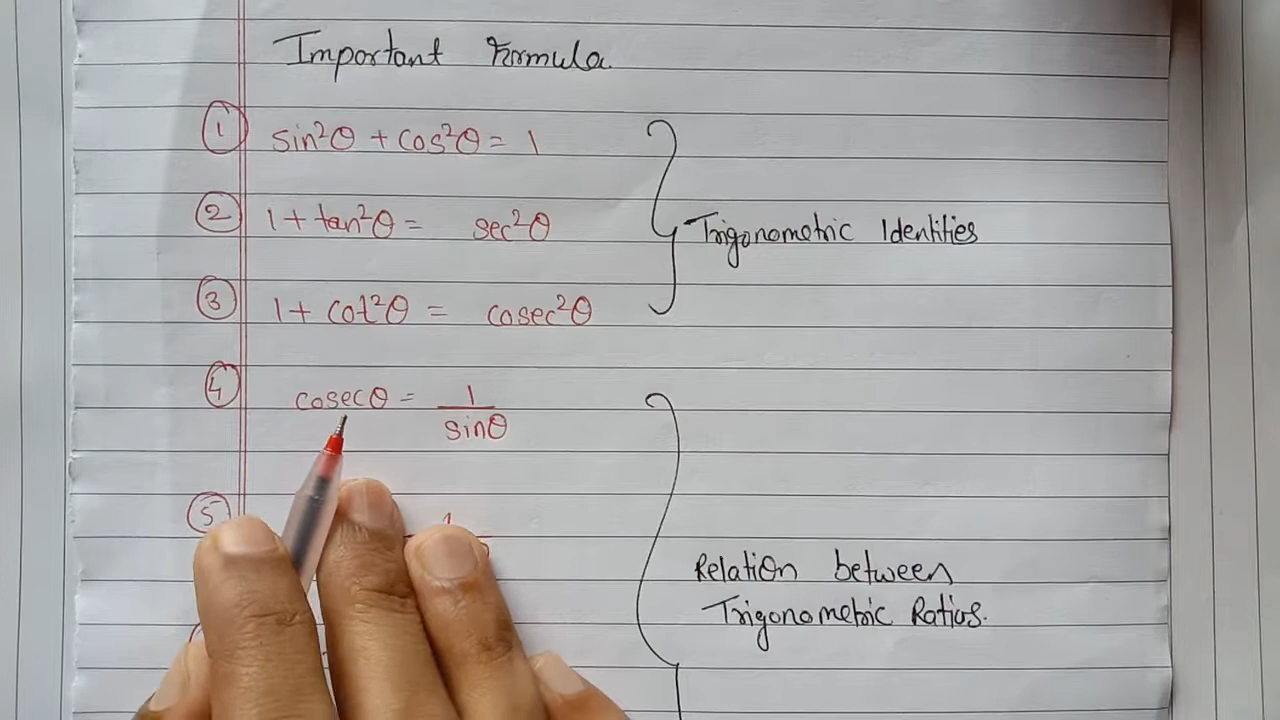 Important Formula.
① sin²θ + cos²θ = 1
② 1 + tan²θ = sec²θ
③ 1 + cot²θ = cosec²θ
Trigonometric Identities
④ cosecθ = 1/sinθ
⑤ 1
Relation between
Trigonometric Ratios.